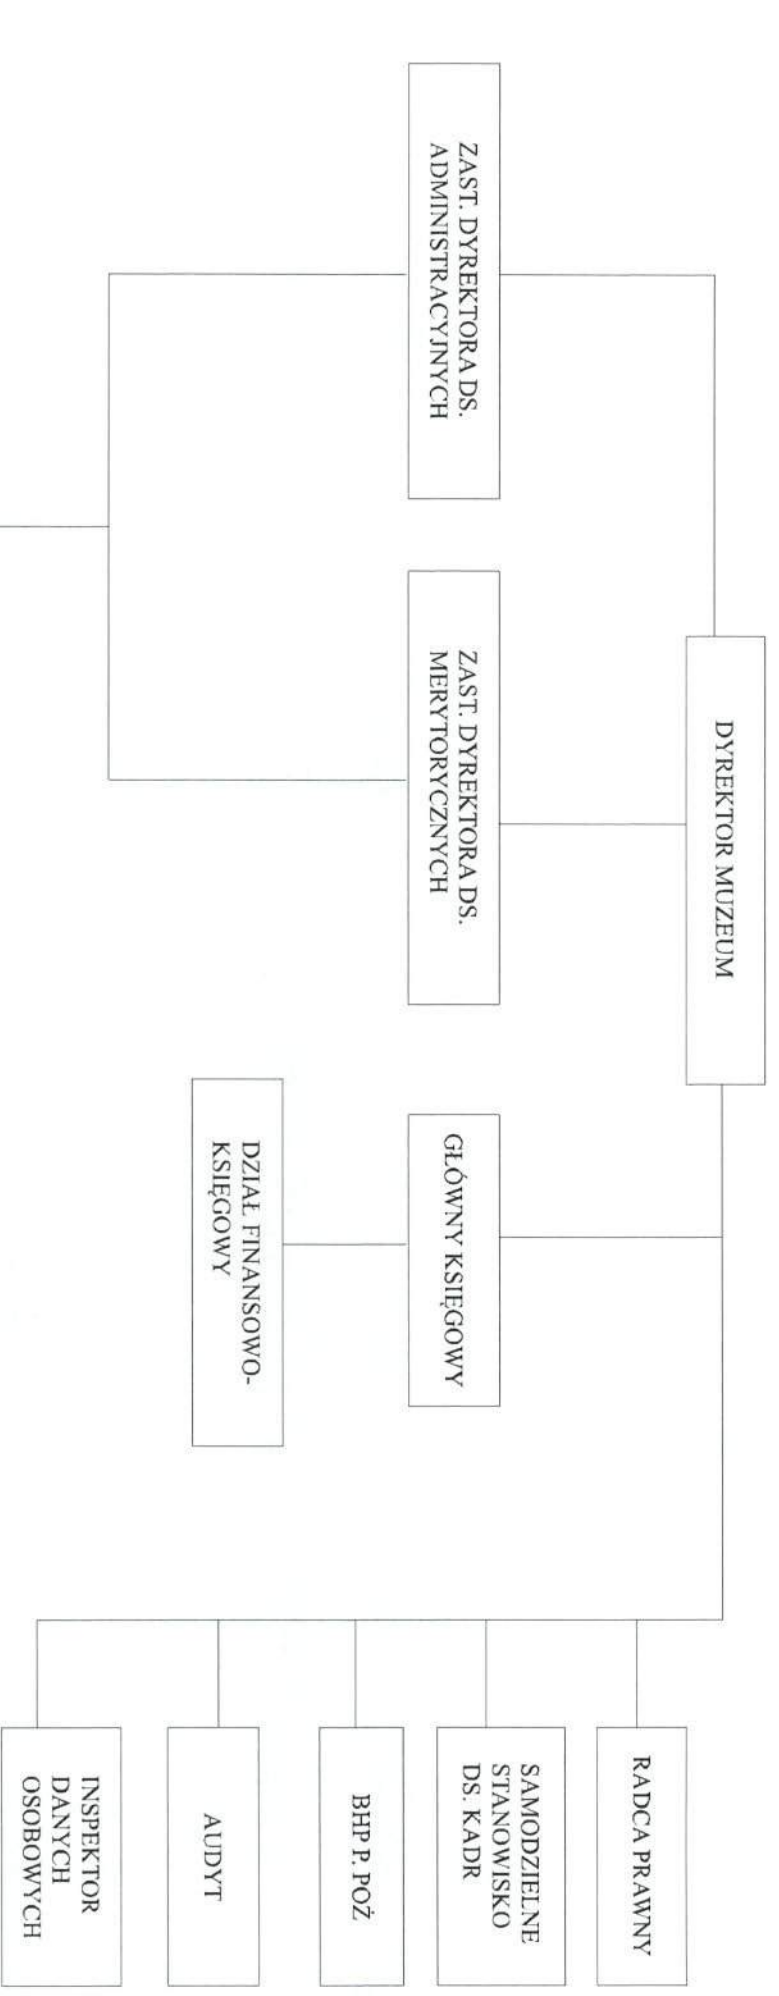 DYREKTOR MUZEUM
ZAST. DYREKTORA DS.
ADMINISTRACYJNYCH
ZAST. DYREKTORA DS.
MERYTORYCZNYCH
GŁÓWNY KSIĘGOWY
DZIAŁ FINANSOWO-
KSIĘGOWY
RADCA PRAWNY
SAMODZIELNE
STANOWISKO
DS. KADR
BHP P. POŻ
AUDYT
INSPEKTOR
DANYCH
OSOBOWYCH